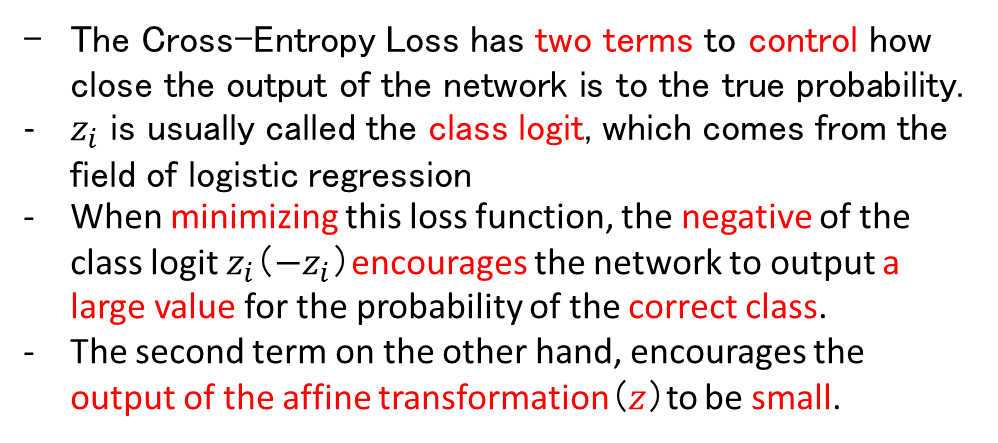 - The Cross-Entropy Loss has two terms to control how
close the output of the network is to the true probability.
- zᵢ is usually called the class logit, which comes from the
field of logistic regression
- When minimizing this loss function, the negative of the
class logit zᵢ (−zᵢ) encourages the network to output a
large value for the probability of the correct class.
- The second term on the other hand, encourages the
output of the affine transformation (z) to be small.